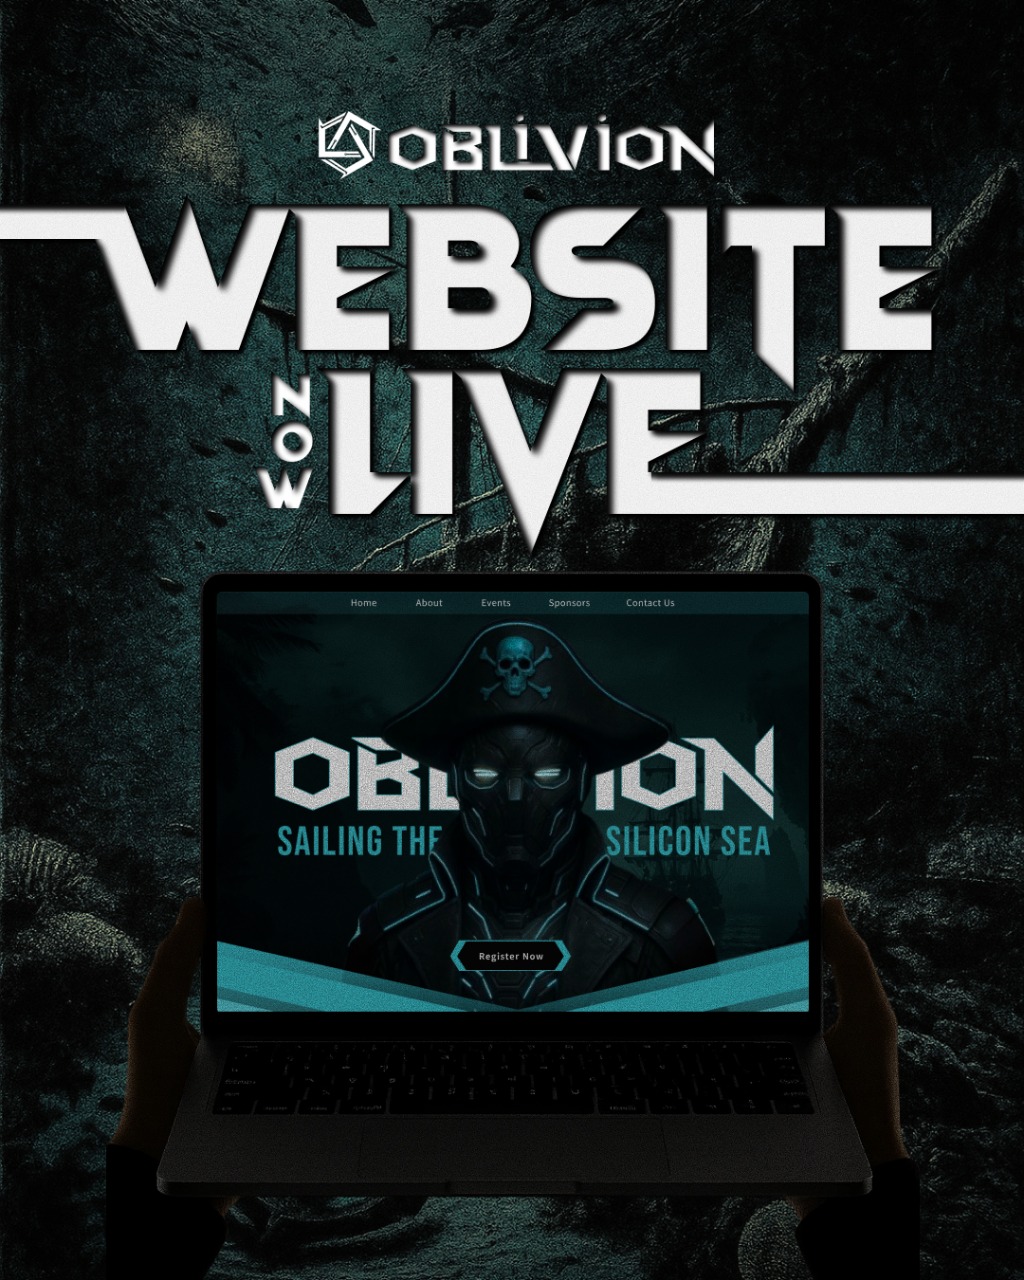 OBLIVION
WEBSITE
NOW
LIVE
Home About Events Sponsors Contact Us
OBL ION
SAILING THE SILICON SEA
Register Now